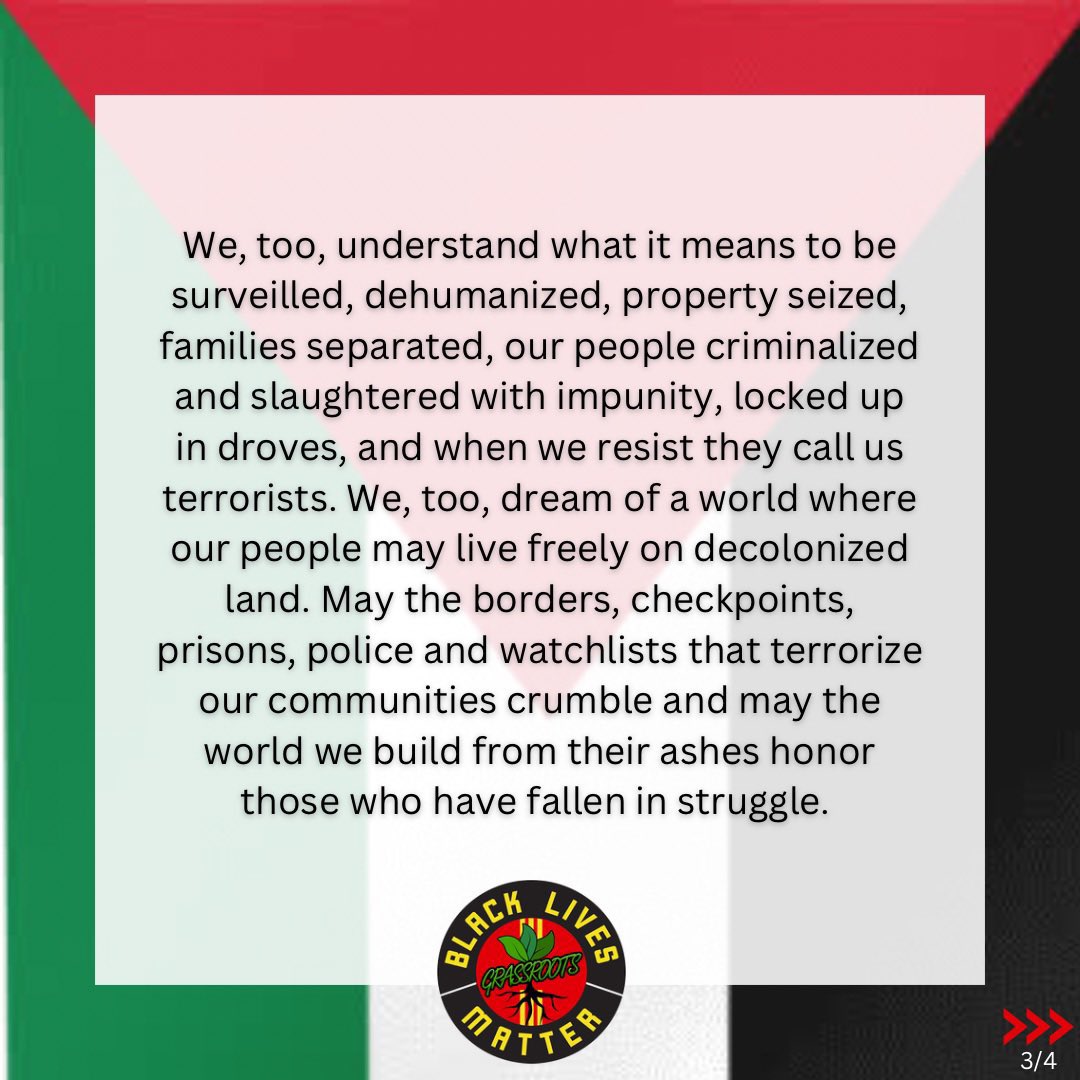 We, too, understand what it means to be
surveilled, dehumanized, property seized,
families separated, our people criminalized
and slaughtered with impunity, locked up
in droves, and when we resist they call us
terrorists. We, too, dream of a world where
our people may live freely on decolonized
land. May the borders, checkpoints,
prisons, police and watchlists that terrorize
our communities crumble and may the
world we build from their ashes honor
those who have fallen in struggle.
BLACK LIVES
GRASSROOTS
MATTER
>>>
3/4